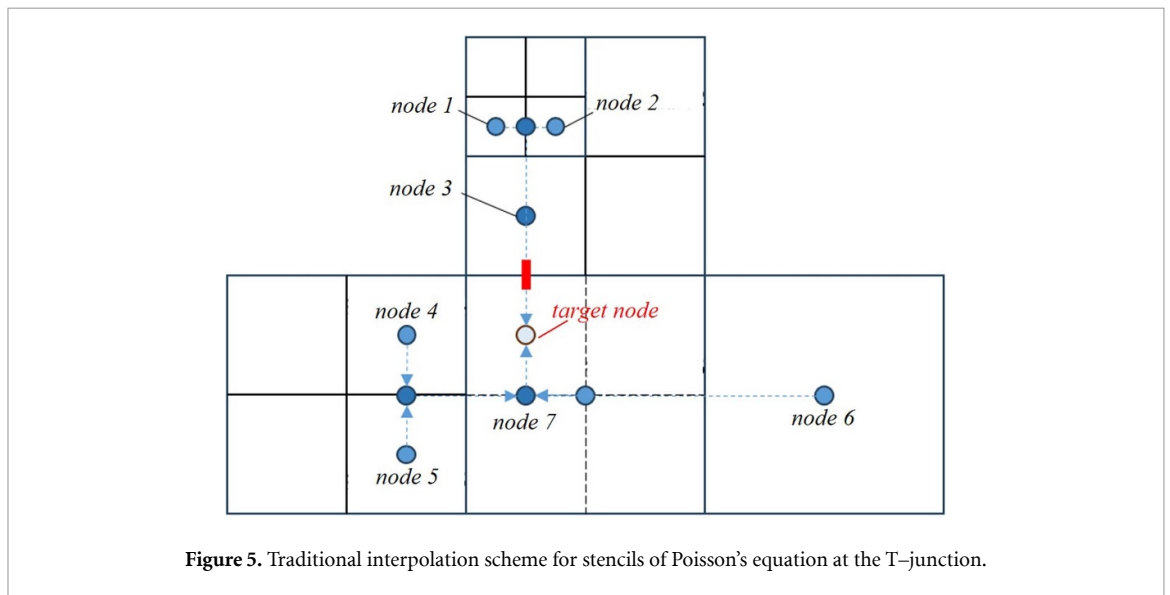 node 1
node 2
node 3
node 4
target node
node 7
node 6
node 5
Figure 5. Traditional interpolation scheme for stencils of Poisson's equation at the T–junction.